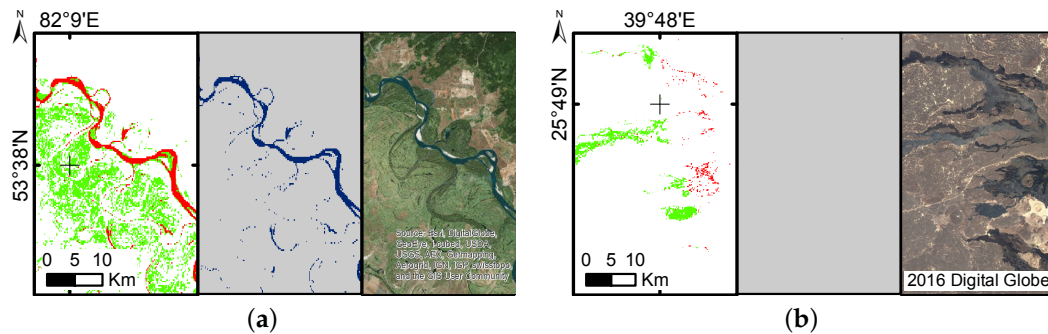 N
82°9'E
53°38'N
0 5 10
Km
Source: Esri, DigitalGlobe,
GeoEye, i-cubed, USDA,
USGS, AEX, Getmapping,
Aerogrid, IGN, IGP, swisstopo,
and the GIS User Community
(a)
N
39°48'E
25°49'N
0 5 10
Km
2016 Digital Globe
(b)